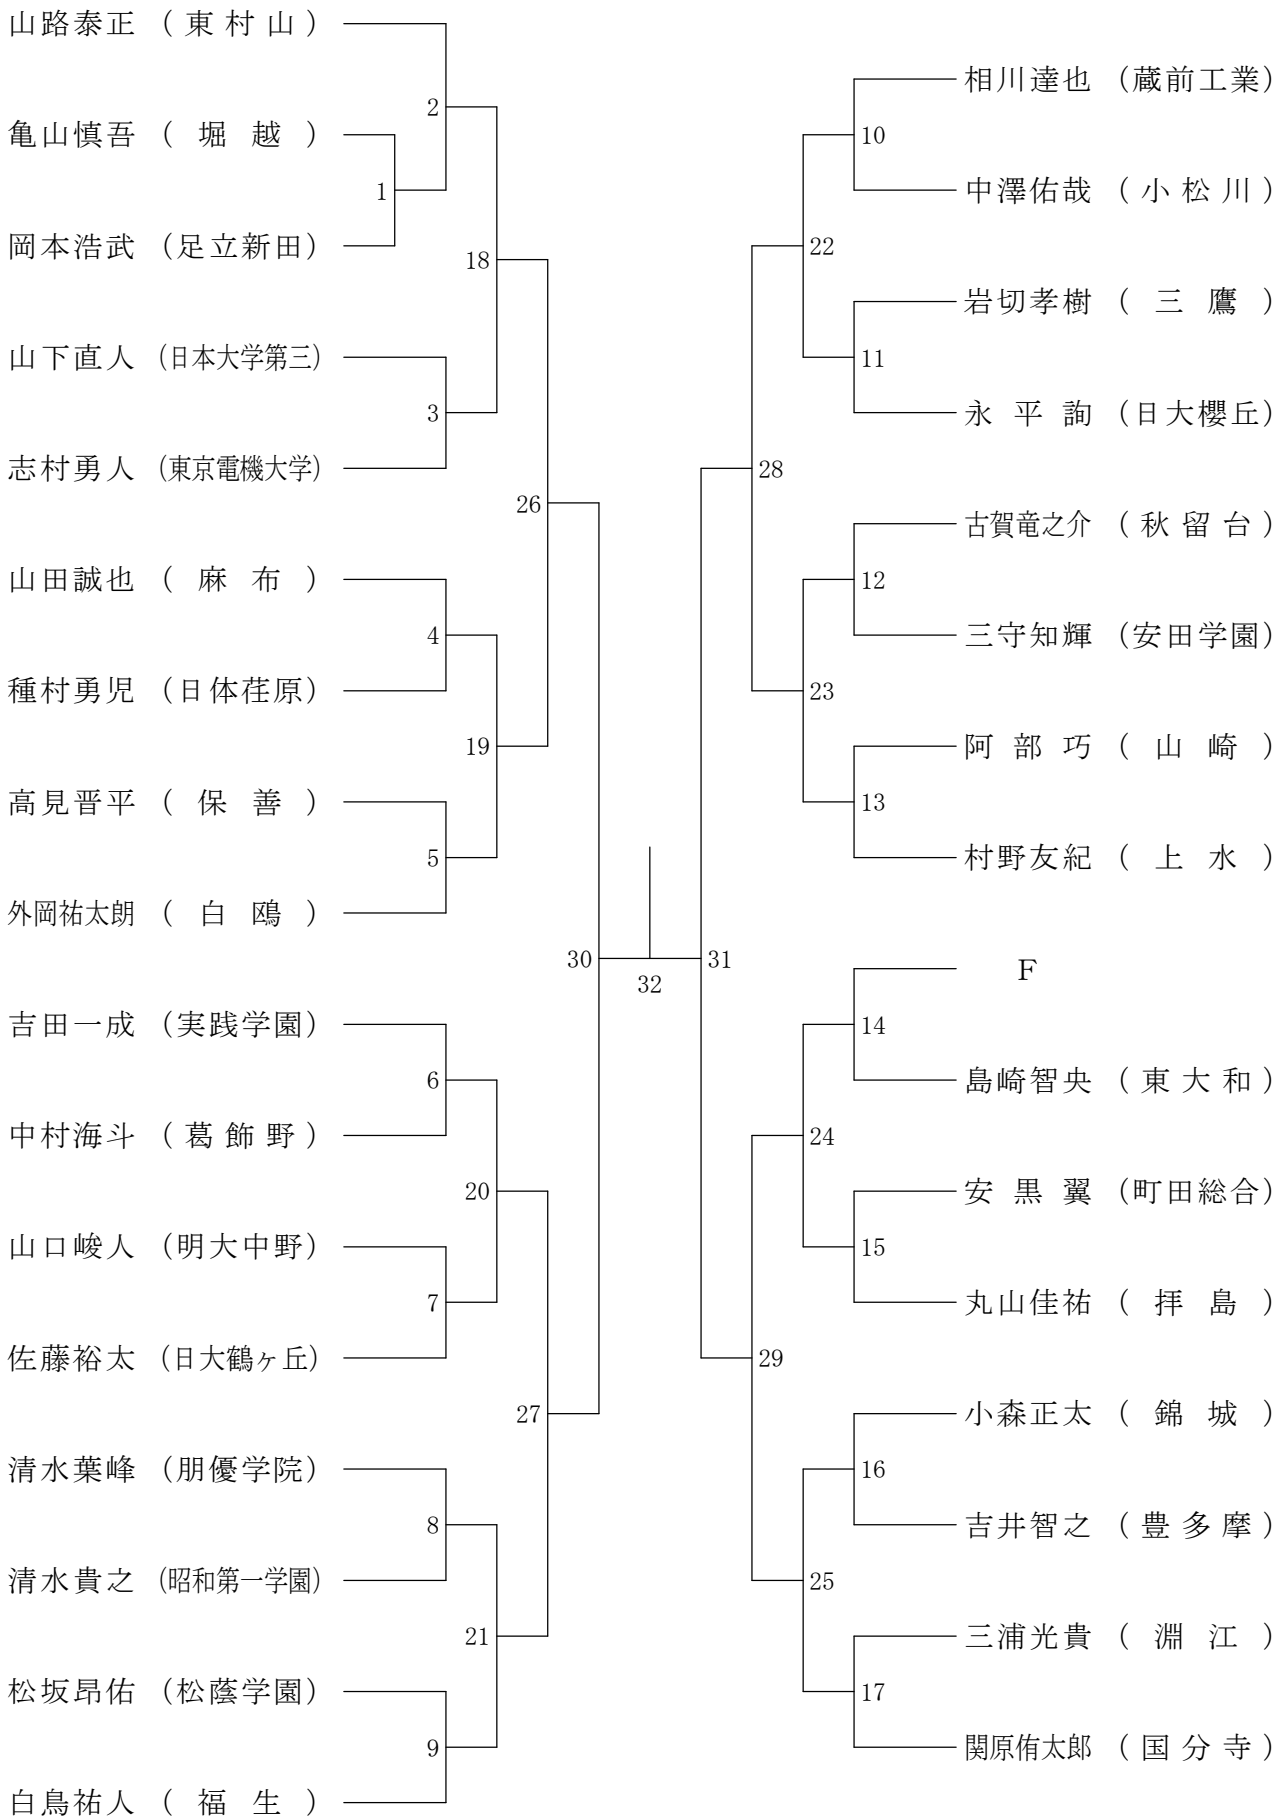 山路泰正 （東村山）
亀山慎吾 （堀越）
岡本浩武 （足立新田）
山下直人 （日本大学第三）
志村勇人 （東京電機大学）
山田誠也 （麻布）
種村勇児 （日体荏原）
高見晋平 （保善）
外岡祐太朗 （白鴎）
吉田一成 （実践学園）
中村海斗 （葛飾野）
山口峻人 （明大中野）
佐藤裕太 （日大鶴ヶ丘）
清水葉峰 （朋優学院）
清水貴之 （昭和第一学園）
松坂昂佑 （松蔭学園）
白鳥祐人 （福生）
1
2
3
4
5
6
7
8
9
18
19
20
21
26
27
30
32
31
28
29
22
23
24
25
10
11
12
13
14
15
16
17
相川達也 （蔵前工業）
中澤佑哉 （小松川）
岩切孝樹 （三鷹）
永平詢 （日大櫻丘）
古賀竜之介 （秋留台）
三守知輝 （安田学園）
阿部巧 （山崎）
村野友紀 （上水）
F
島崎智央 （東大和）
安黒翼 （町田総合）
丸山佳祐 （拝島）
小森正太 （錦城）
吉井智之 （豊多摩）
三浦光貴 （淵江）
関原侑太郎 （国分寺）